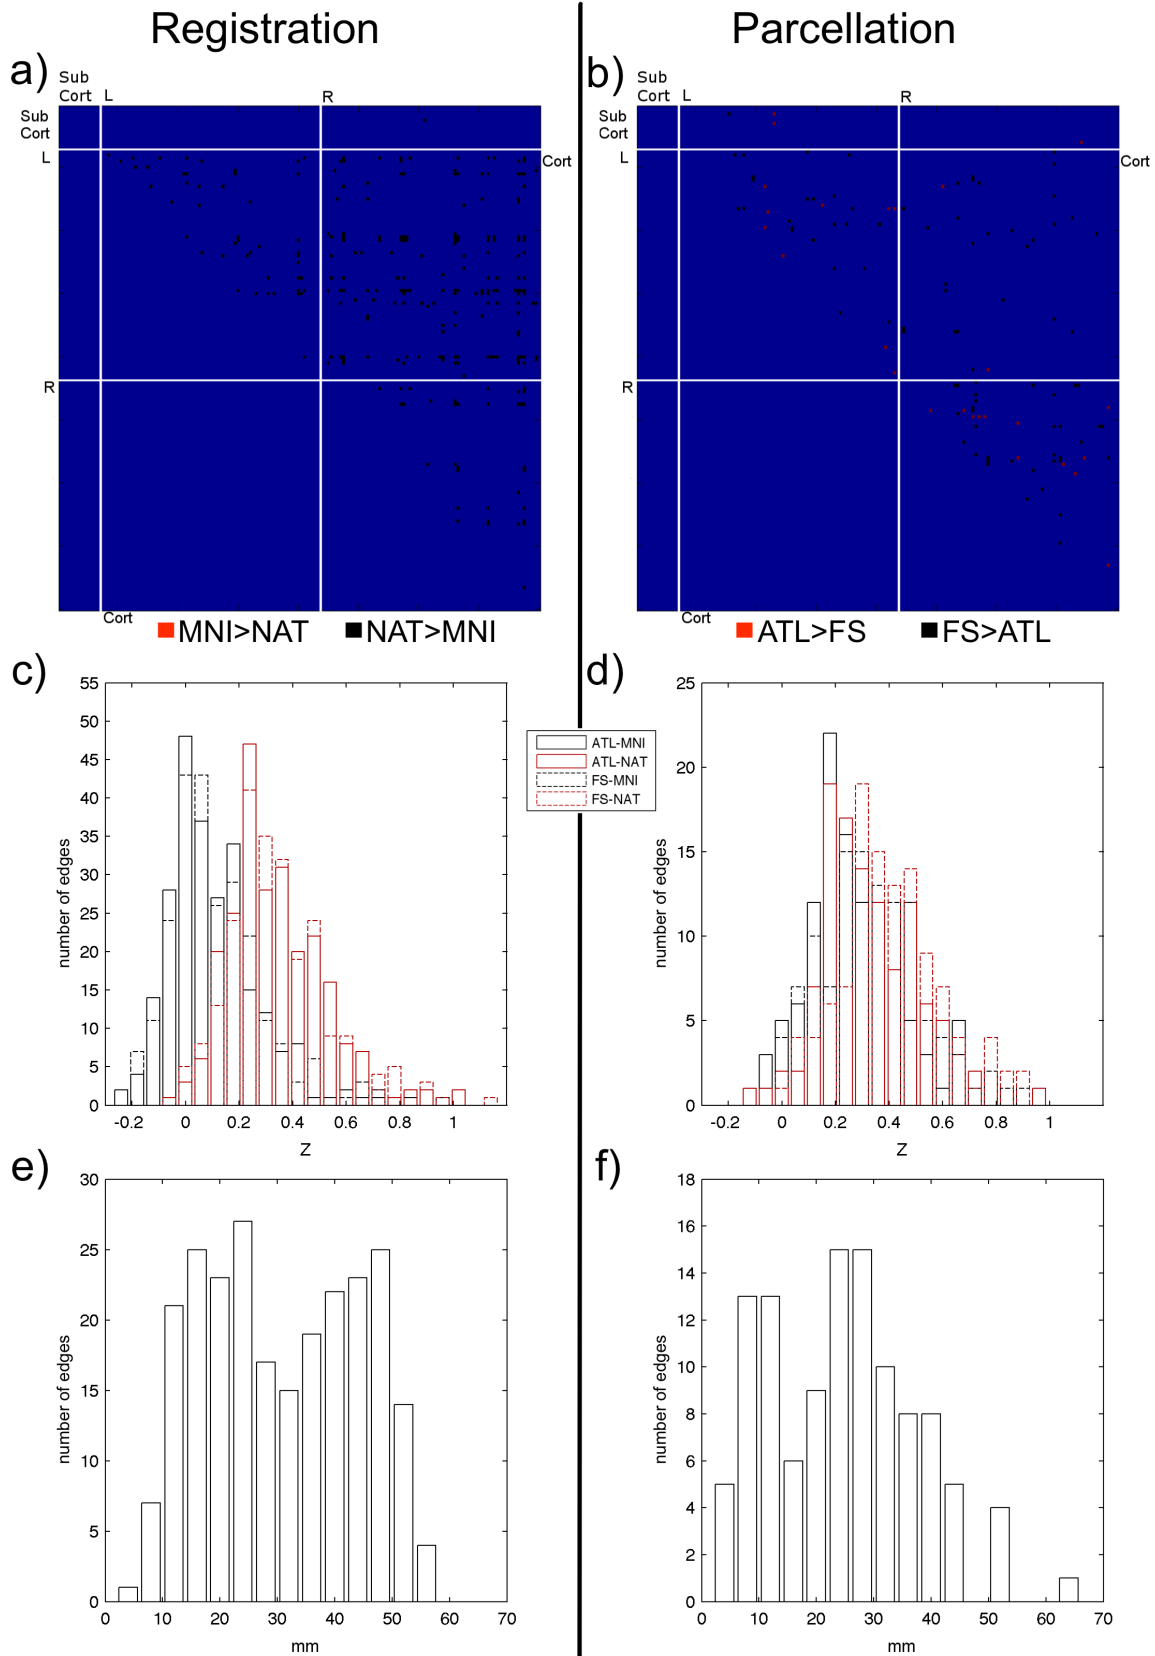 Registration
Parcellation
a)
Sub
Cort L
R
Sub
Cort
L
Cort
R
Cort
MNI>NAT
NAT>MNI
b)
Sub
Cort L
R
Sub
Cort
L
Cort
R
Cort
ATL>FS
FS>ATL
c)
55
50
45
40
35
30
25
20
15
10
5
0
number of edges
-0.2 0 0.2 0.4 0.6 0.8 1
Z
ATL-MNI
ATL-NAT
FS-MNI
FS-NAT
d)
25
20
15
10
5
0
number of edges
-0.2 0 0.2 0.4 0.6 0.8 1
Z
e)
30
25
20
15
10
5
0
number of edges
0 10 20 30 40 50 60 70
mm
f)
18
16
14
12
10
8
6
4
2
0
number of edges
0 10 20 30 40 50 60 70
mm